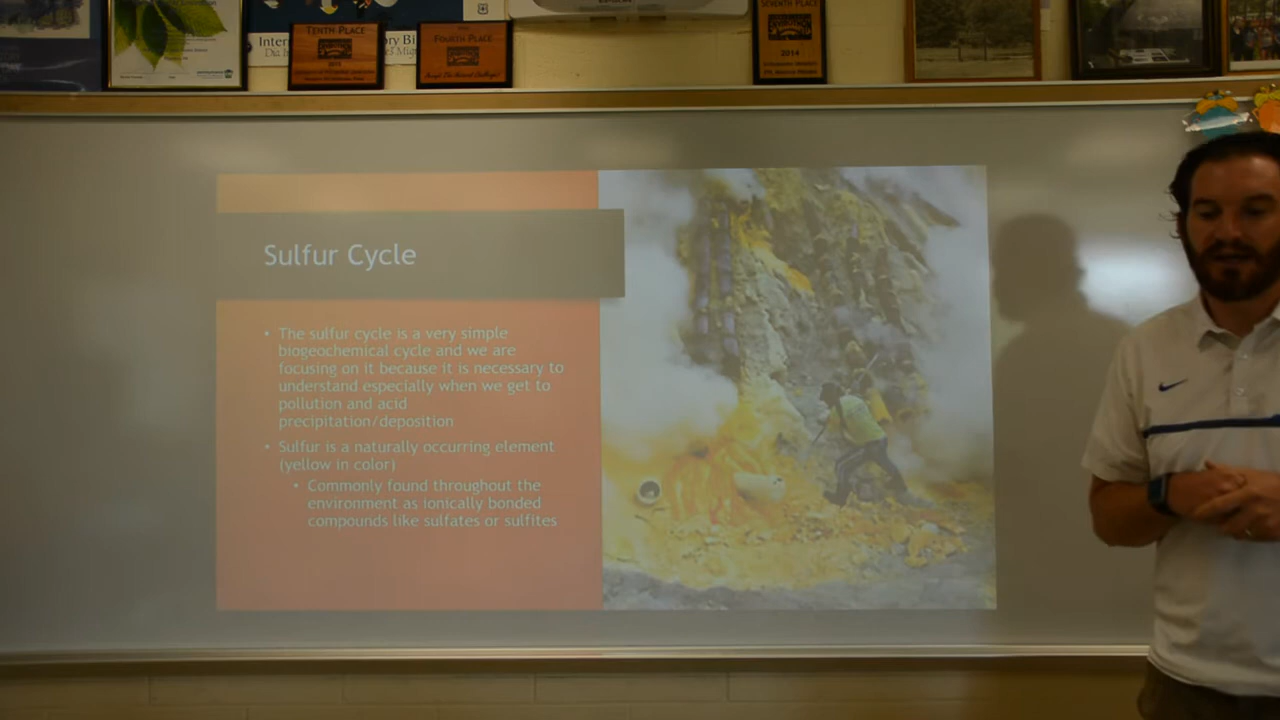 TENTH PLACE
FOURTH PLACE
SEVENTH PLACE
2014
Sulfur Cycle
• The sulfur cycle is a very simple
biogeochemical cycle and we are
focusing on it because it is necessary to
understand especially when we get to
pollution and acid
precipitation/deposition
• Sulfur is a naturally occurring element
(yellow in color)
• Commonly found throughout the
environment as ionically bonded
compounds like sulfates or sulfites